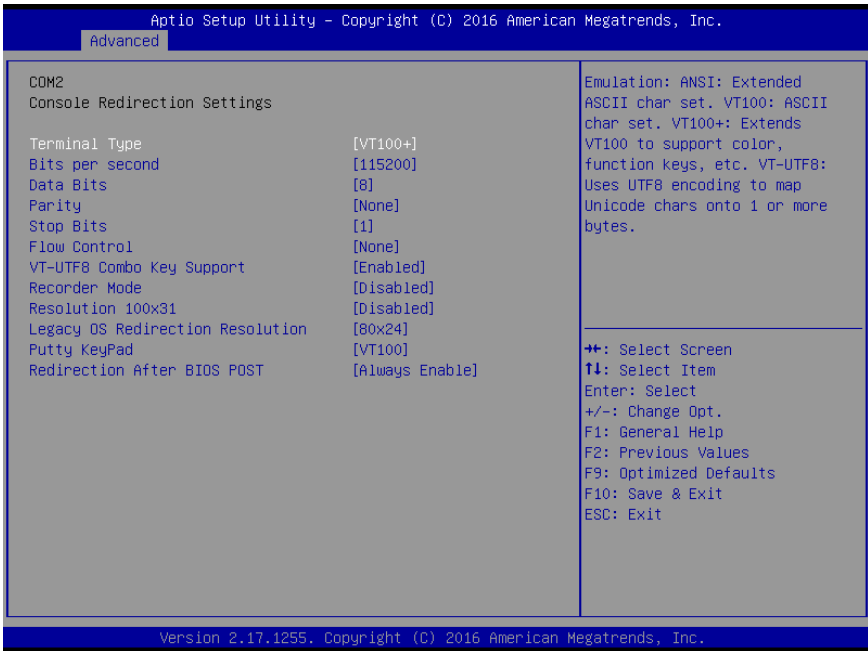 Aptio Setup Utility – Copyright (C) 2016 American Megatrends, Inc.
Advanced
COM2
Console Redirection Settings
Terminal Type [VT100+]
Bits per second [115200]
Data Bits [8]
Parity [None]
Stop Bits [1]
Flow Control [None]
VT-UTF8 Combo Key Support [Enabled]
Recorder Mode [Disabled]
Resolution 100x31 [Disabled]
Legacy OS Redirection Resolution [80x24]
Putty KeyPad [VT100]
Redirection After BIOS POST [Always Enable]
Emulation: ANSI: Extended
ASCII char set. VT100: ASCII
char set. VT100+: Extends
VT100 to support color,
function keys, etc. VT-UTF8:
Uses UTF8 encoding to map
Unicode chars onto 1 or more
bytes.
→←: Select Screen
↑↓: Select Item
Enter: Select
+/-: Change Opt.
F1: General Help
F2: Previous Values
F9: Optimized Defaults
F10: Save & Exit
ESC: Exit
Version 2.17.1255. Copyright (C) 2016 American Megatrends, Inc.